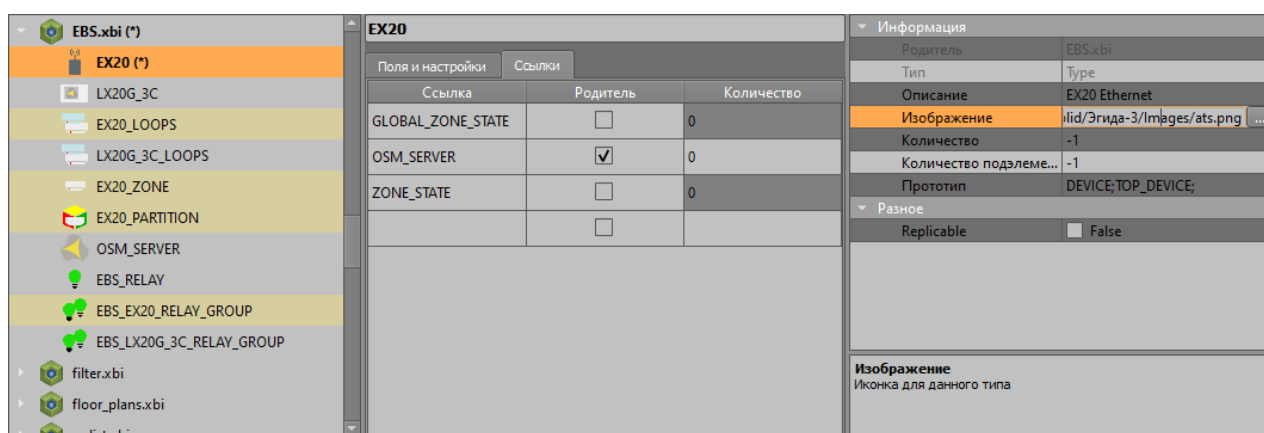 EBS.xbi (*)
EX20 (*)
LX20G_3C
EX20_LOOPS
LX20G_3C_LOOPS
EX20_ZONE
EX20_PARTITION
OSM_SERVER
EBS_RELAY
EBS_EX20_RELAY_GROUP
EBS_LX20G_3C_RELAY_GROUP
filter.xbi
floor_plans.xbi
EX20
Поля и настройки Ссылки
Ссылка Родитель Количество
GLOBAL_ZONE_STATE 0
OSM_SERVER 0
ZONE_STATE 0
Информация
Родитель EBS.xbi
Тип Type
Описание EX20 Ethernet
Изображение lid/Эгида-3/Images/ats.png ...
Количество -1
Количество подэлеме... -1
Прототип DEVICE;TOP_DEVICE;
Разное
Replicable False
Изображение
Иконка для данного типа